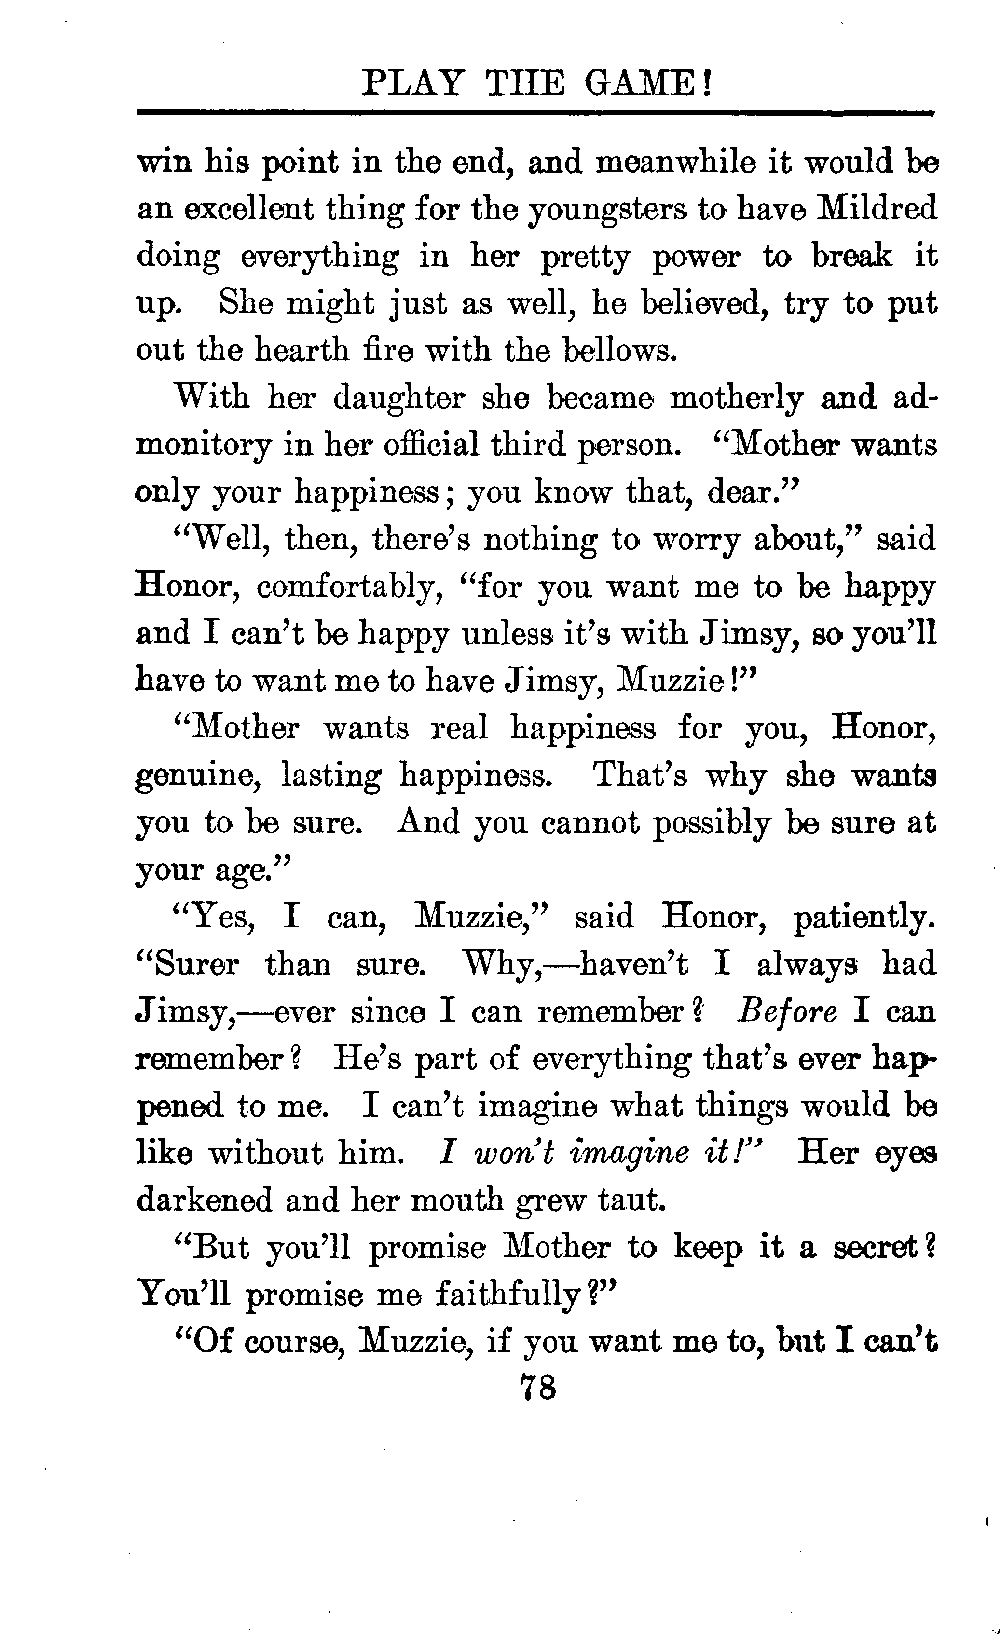 PLAY THE GAME!
win his point in the end, and meanwhile it would be
an excellent thing for the youngsters to have Mildred
doing everything in her pretty power to break it
up. She might just as well, he believed, try to put
out the hearth fire with the bellows.
With her daughter she became motherly and ad-
monitory in her official third person. “Mother wants
only your happiness; you know that, dear.”
“Well, then, there’s nothing to worry about,” said
Honor, comfortably, “for you want me to be happy
and I can’t be happy unless it’s with Jimsy, so you’ll
have to want me to have Jimsy, Muzzie!”
“Mother wants real happiness for you, Honor,
genuine, lasting happiness. That’s why she wants
you to be sure. And you cannot possibly be sure at
your age.”
“Yes, I can, Muzzie,” said Honor, patiently.
“Surer than sure. Why,—haven’t I always had
Jimsy,—ever since I can remember? Before I can
remember? He’s part of everything that’s ever hap-
pened to me. I can’t imagine what things would be
like without him. I won’t imagine it!” Her eyes
darkened and her mouth grew taut.
“But you’ll promise Mother to keep it a secret?
You’ll promise me faithfully?”
“Of course, Muzzie, if you want me to, but I can’t
78